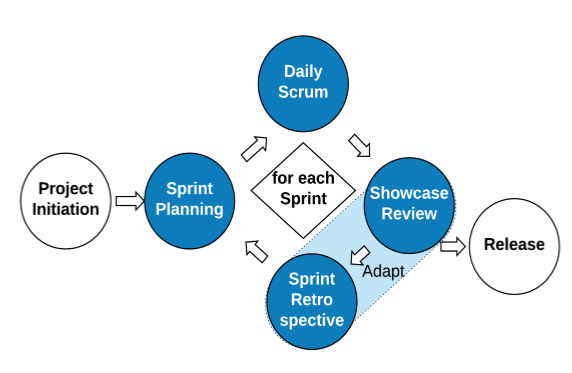 Daily
Scrum
Project
Initiation
Sprint
Planning
for each
Sprint
Showcase
Review
Release
Adapt
Sprint
Retro
spective